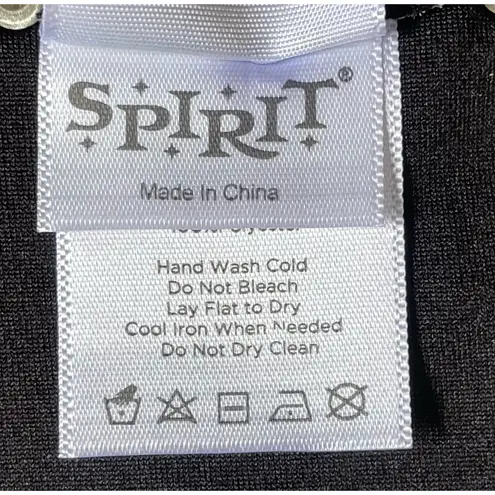 SPIRIT®
Made In China
Hand Wash Cold
Do Not Bleach
Lay Flat to Dry
Cool Iron When Needed
Do Not Dry Clean